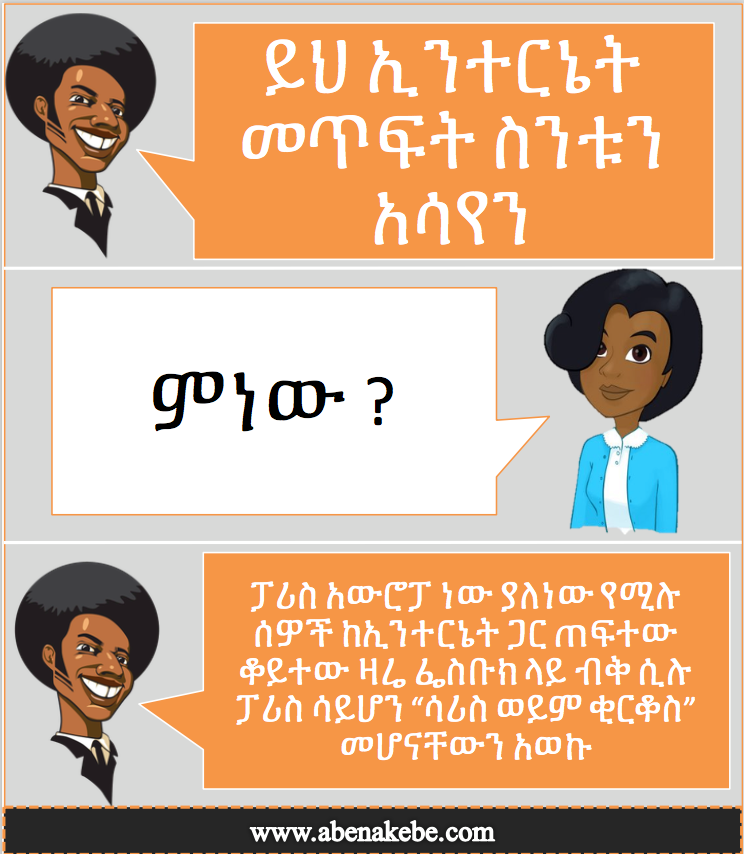 ይህ ኢንተርኔት
መጥፍት ስንቱን
አሳየን
ምነው ?
ፓሪስ አውሮፓ ነው ያለነው የሚሉ
ሰዎች ከኢንተርኔት ጋር ጠፍተው
ቆይተው ዛሬ ፌስቡክ ላይ ብቅ ሲሉ
ፓሪስ ሳይሆን “ሳሪስ ወይም ቂርቆስ”
መሆናቸውን አወኩ
www.abenakebe.com